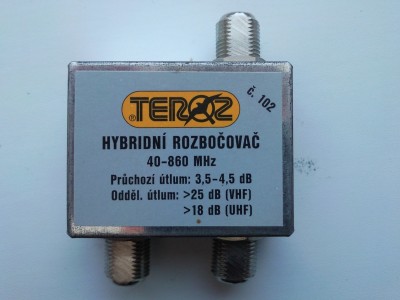 ®TEROZ
č. 102
HYBRIDNÍ ROZBOČOVAČ
40-860 MHz
Průchozí útlum: 3,5-4,5 dB
Odděl. útlum: >25 dB (VHF)
>18 dB (UHF)